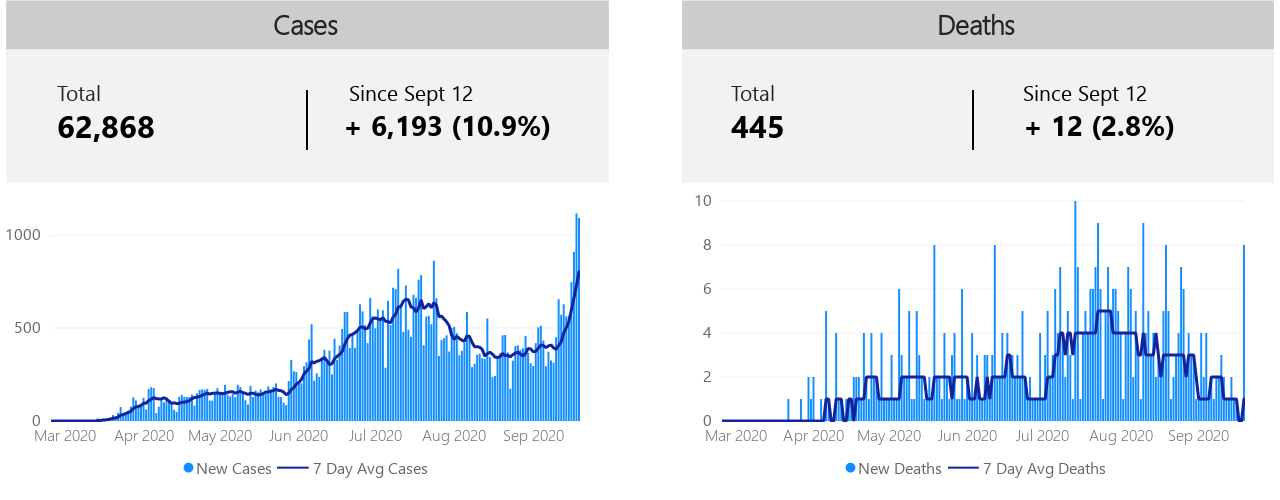 Cases
Total
62,868
Since Sept 12
+ 6,193 (10.9%)
1000
500
0
Mar 2020 Apr 2020 May 2020 Jun 2020 Jul 2020 Aug 2020 Sep 2020
New Cases 7 Day Avg Cases
Deaths
Total
445
Since Sept 12
+ 12 (2.8%)
10
8
6
4
2
0
Mar 2020 Apr 2020 May 2020 Jun 2020 Jul 2020 Aug 2020 Sep 2020
New Deaths 7 Day Avg Deaths